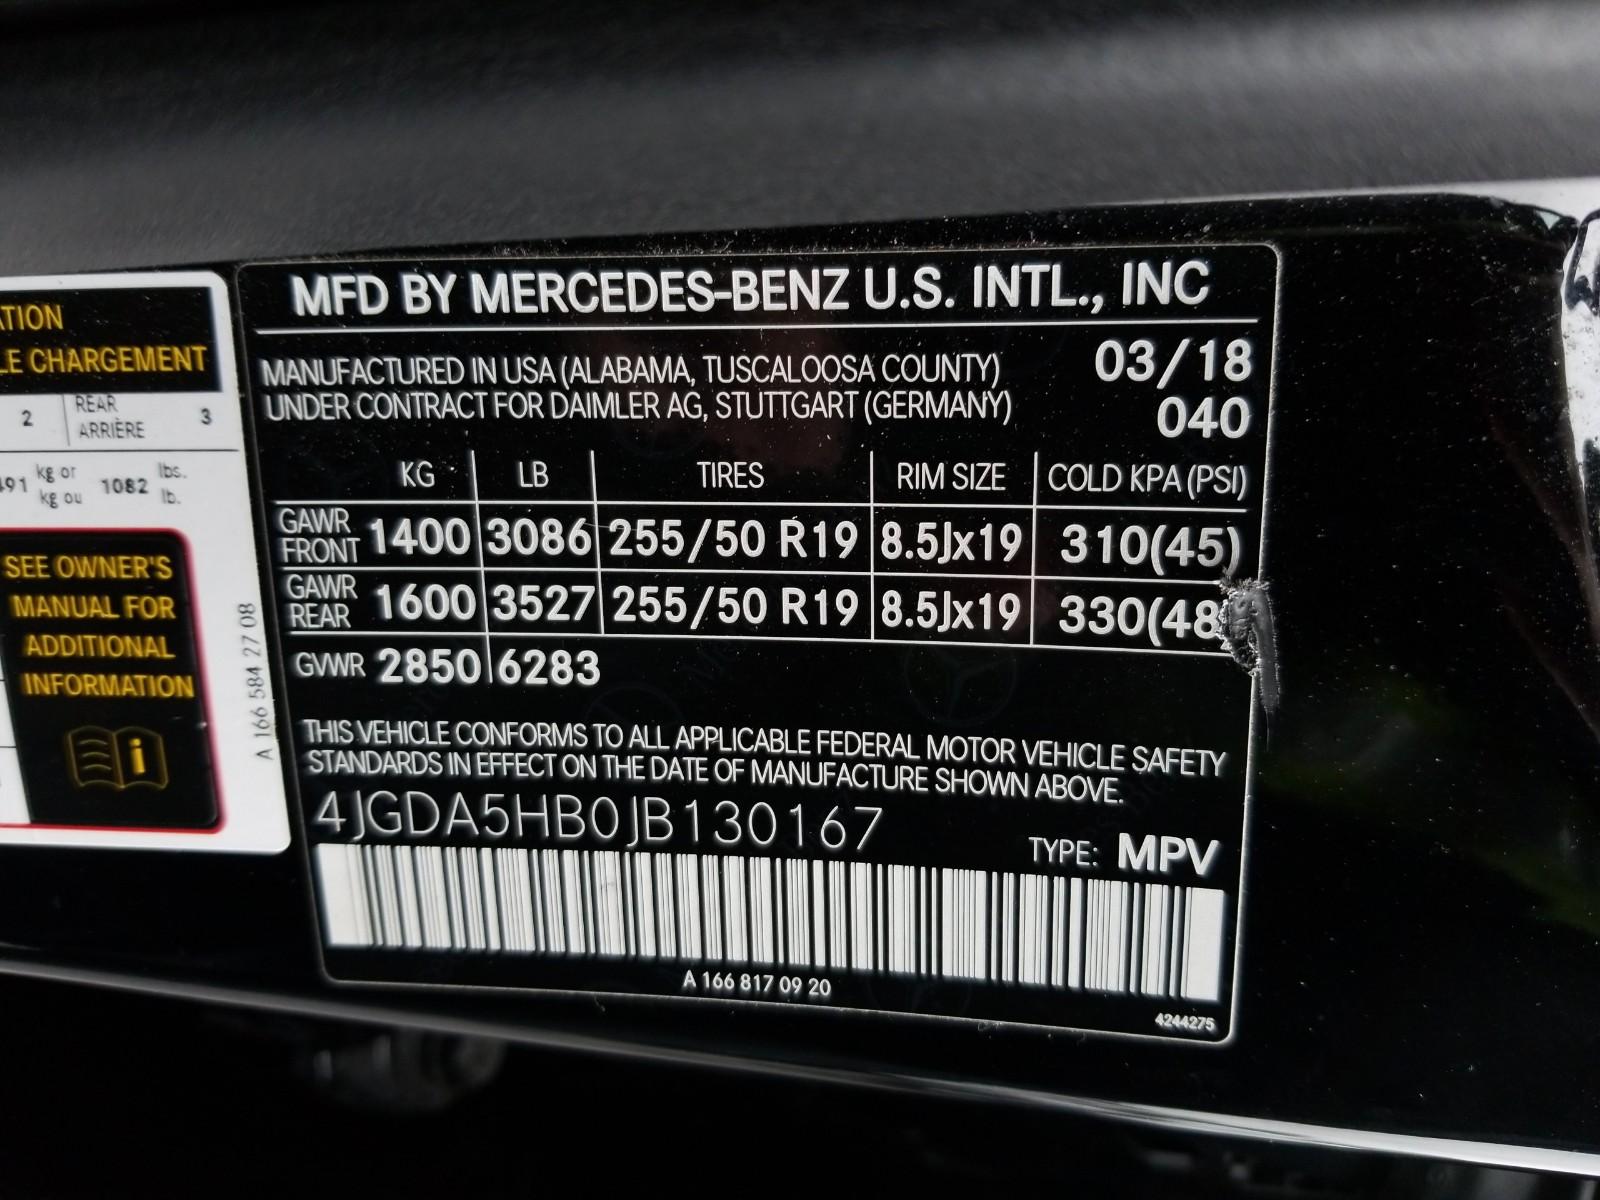 TION
LE CHARGEMENT
2 REAR ARRIÈRE 3
491 kg or kg ou 1082 lbs. lb.
SEE OWNER'S
MANUAL FOR
ADDITIONAL
INFORMATION
A 166 584 27 08
MFD BY MERCEDES-BENZ U.S. INTL., INC
MANUFACTURED IN USA (ALABAMA, TUSCALOOSA COUNTY) 03/18
UNDER CONTRACT FOR DAIMLER AG, STUTTGART (GERMANY) 040
KG LB TIRES RIM SIZE COLD KPA (PSI)
GAWR FRONT 1400 3086 255/50 R19 8.5Jx19 310(45)
GAWR REAR 1600 3527 255/50 R19 8.5Jx19 330(48
GVWR 2850 6283
THIS VEHICLE CONFORMS TO ALL APPLICABLE FEDERAL MOTOR VEHICLE SAFETY
STANDARDS IN EFFECT ON THE DATE OF MANUFACTURE SHOWN ABOVE.
4JGDA5HB0JB130167
TYPE: MPV
A 166 817 09 20
4244275